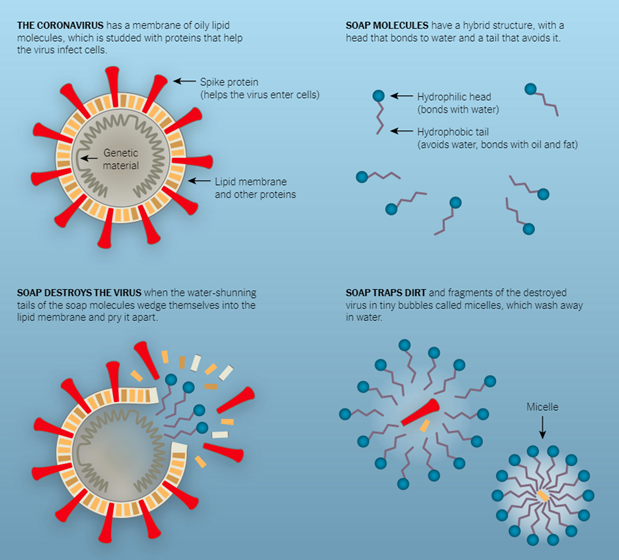 THE CORONAVIRUS has a membrane of oily lipid
molecules, which is studded with proteins that help
the virus infect cells.
Spike protein
(helps the virus enter cells)
Genetic
material
Lipid membrane
and other proteins
SOAP MOLECULES have a hybrid structure, with a
head that bonds to water and a tail that avoids it.
Hydrophilic head
(bonds with water)
Hydrophobic tail
(avoids water, bonds with oil and fat)
SOAP DESTROYS THE VIRUS when the water-shunning
tails of the soap molecules wedge themselves into the
lipid membrane and pry it apart.
SOAP TRAPS DIRT and fragments of the destroyed
virus in tiny bubbles called micelles, which wash away
in water.
Micelle